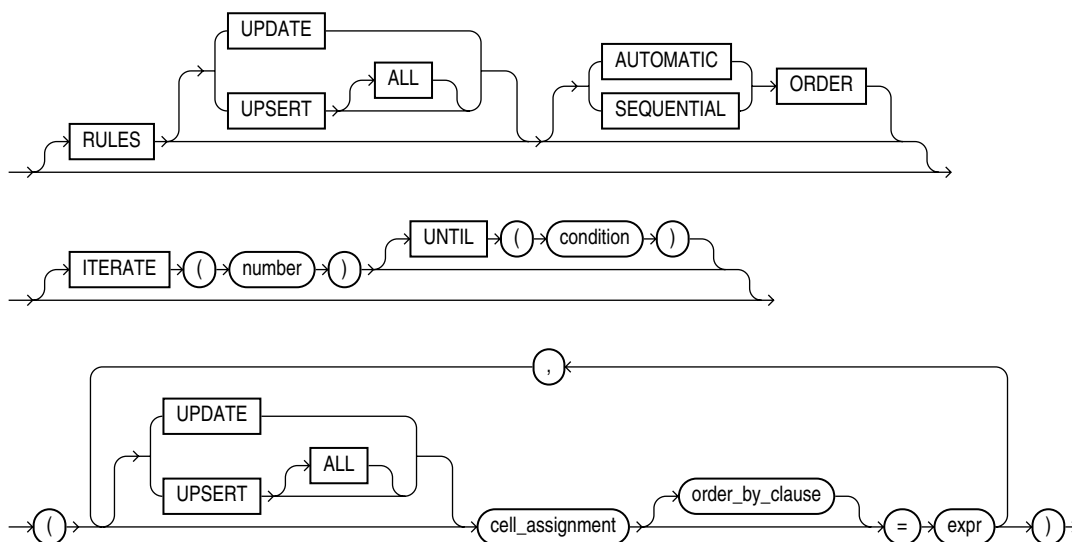 UPDATE
AUTOMATIC
ALL ORDER
UPSERT SEQUENTIAL
RULES
UNTIL ( condition )
ITERATE ( number )
,
UPDATE
ALL
UPSERT order_by_clause
( cell_assignment = expr )